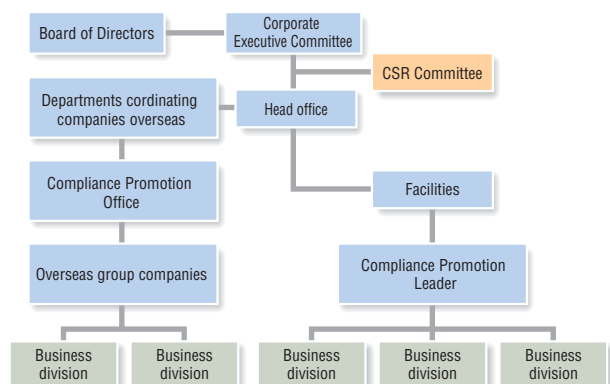 Board of Directors
Corporate
Executive Committee
CSR Committee
Departments cordinating
companies overseas
Head office
Compliance Promotion
Office
Facilities
Overseas group companies
Compliance Promotion
Leader
Business
division
Business
division
Business
division
Business
division
Business
division